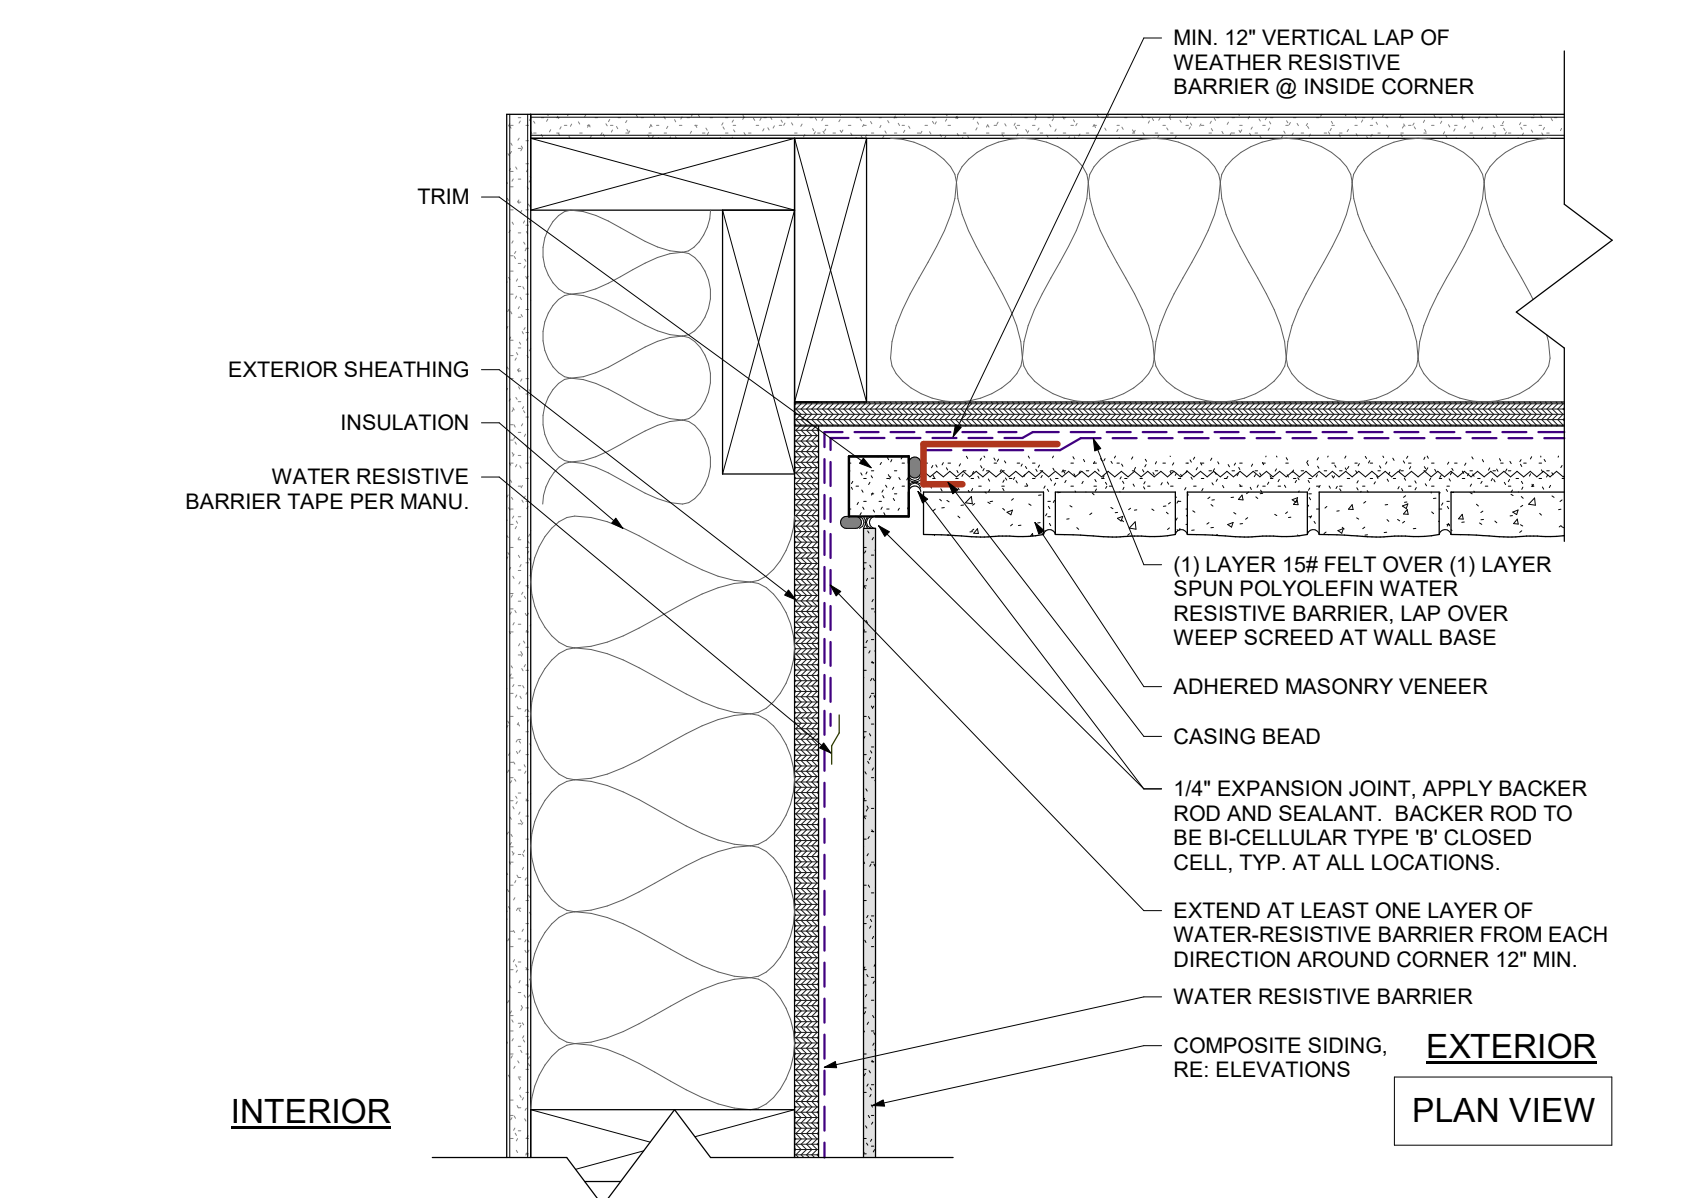 MIN. 12" VERTICAL LAP OF
WEATHER RESISTIVE
BARRIER @ INSIDE CORNER
TRIM
EXTERIOR SHEATHING
INSULATION
WATER RESISTIVE
BARRIER TAPE PER MANU.
(1) LAYER 15# FELT OVER (1) LAYER
SPUN POLYOLEFIN WATER
RESISTIVE BARRIER, LAP OVER
WEEP SCREED AT WALL BASE
ADHERED MASONRY VENEER
CASING BEAD
1/4" EXPANSION JOINT, APPLY BACKER
ROD AND SEALANT.  BACKER ROD TO
BE BI-CELLULAR TYPE 'B' CLOSED
CELL, TYP. AT ALL LOCATIONS.
EXTEND AT LEAST ONE LAYER OF
WATER-RESISTIVE BARRIER FROM EACH
DIRECTION AROUND CORNER 12" MIN.
WATER RESISTIVE BARRIER
COMPOSITE SIDING,
RE: ELEVATIONS
EXTERIOR
INTERIOR
PLAN VIEW